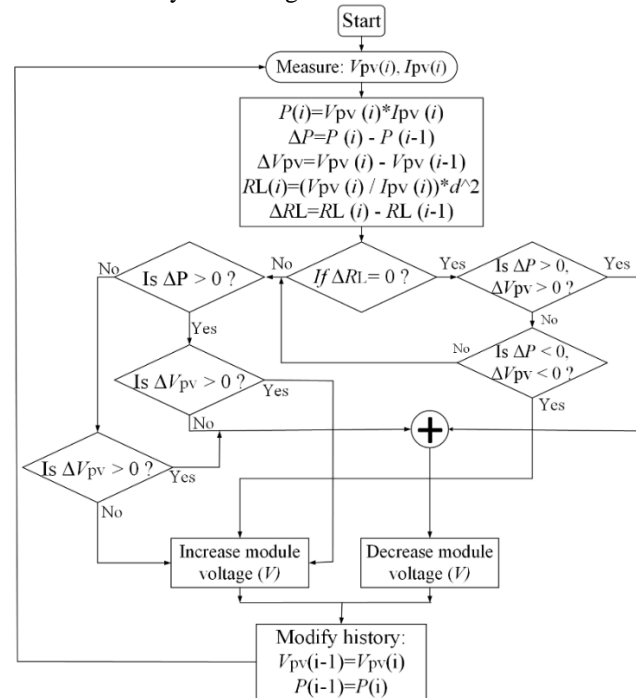 Start
Measure: Vpv(i), Ipv(i)
P(i)=Vpv (i)*Ipv (i)
ΔP=P (i) - P (i-1)
ΔVpv=Vpv (i) - Vpv (i-1)
RL(i)=(Vpv (i) / Ipv (i))*d^2
ΔRL=RL (i) - RL (i-1)
No
Is ΔP > 0 ?
No
If ΔRL= 0 ?
Yes
Is ΔP > 0,
ΔVpv > 0 ?
Yes
Yes
No
Is ΔVpv > 0 ?
Yes
No
No
Is ΔP < 0,
ΔVpv < 0 ?
Yes
+
Is ΔVpv > 0 ?
Yes
No
Increase module
voltage (V)
Decrease module
voltage (V)
Modify history:
Vpv(i-1)=Vpv(i)
P(i-1)=P(i)